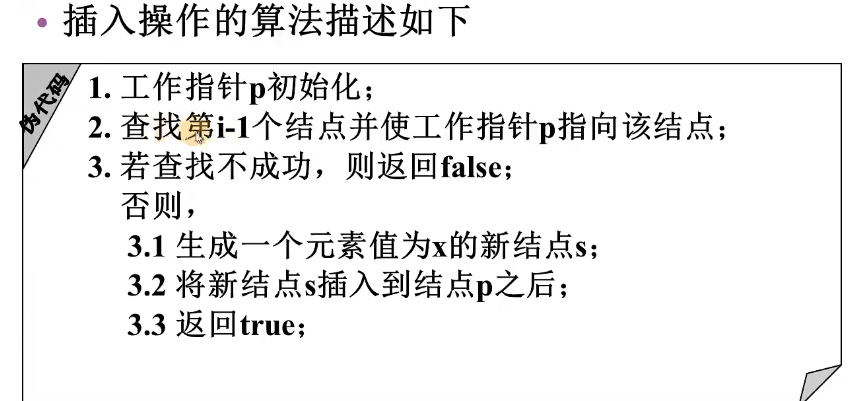 • 插入操作的算法描述如下
伪代码
1. 工作指针p初始化；
2. 查找第i-1个结点并使工作指针p指向该结点；
3. 若查找不成功，则返回false；
否则，
3.1 生成一个元素值为x的新结点s；
3.2 将新结点s插入到结点p之后；
3.3 返回true；